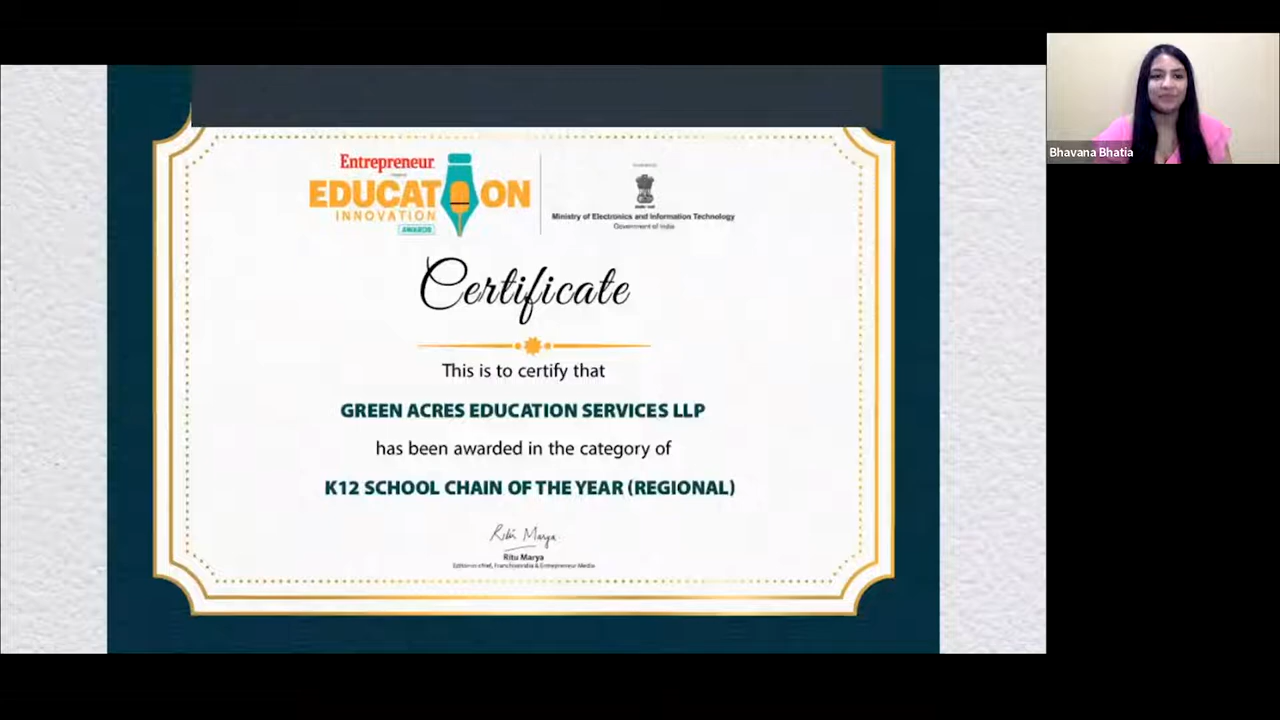 Entrepreneur
EDUCATION
INNOVATION
AWARDS
Ministry of Electronics and Information Technology
Government of India
Certificate
This is to certify that
GREEN ACRES EDUCATION SERVICES LLP
has been awarded in the category of
K12 SCHOOL CHAIN OF THE YEAR (REGIONAL)
Ritu Marya
Ritu Marya
Editor-in-chief, Franchise India & Entrepreneur Media
Bhavana Bhatia